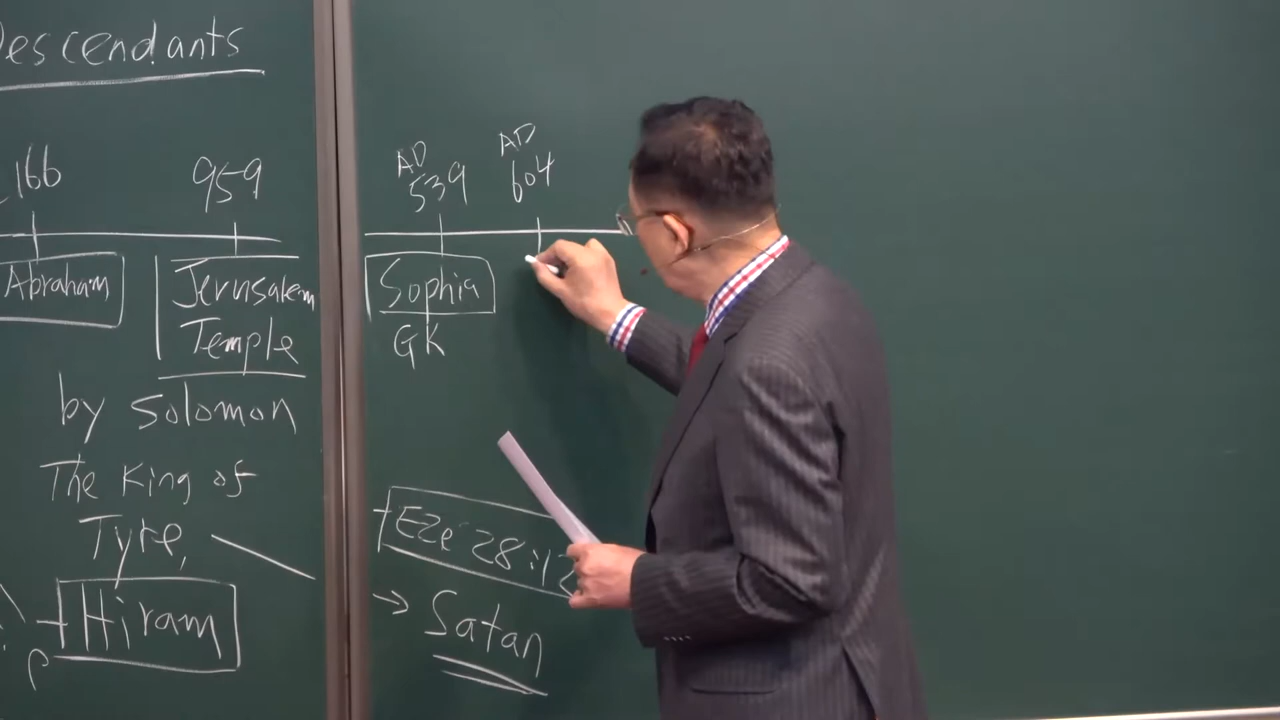 Descendants
166
959
Abraham
Jerusalem
Temple
by Solomon
The King of
Tyre,
Hiram
AD
539
AD
604
Sophia
GK
Eze 28:12
→ Satan